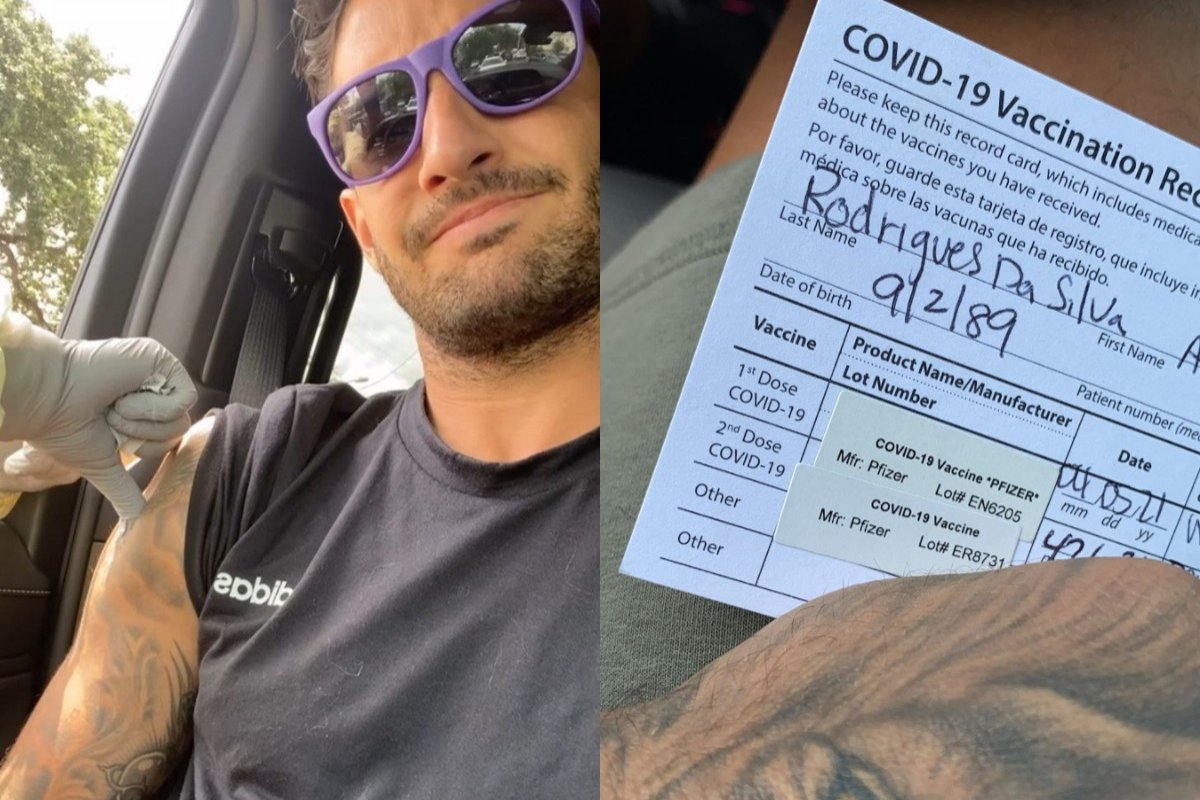 adidas
COVID-19 Vaccination Re
Please keep this record card, which includes medica
about the vaccines you have received.
Por favor, guarde esta tarjeta de registro, que incluye in
médica sobre las vacunas que ha recibido.
Rodrigues Da Silva A
Last Name First Name
9/2/89
Date of birth Patient number (me
Vaccine Product Name/Manufacturer Date
Lot Number
1st Dose
COVID-19
COVID-19 Vaccine *PFIZER*
Mfr: Pfizer Lot# EN6205
mm dd yy
2nd Dose
COVID-19
COVID-19 Vaccine
Mfr: Pfizer Lot# ER8731
Other
Other